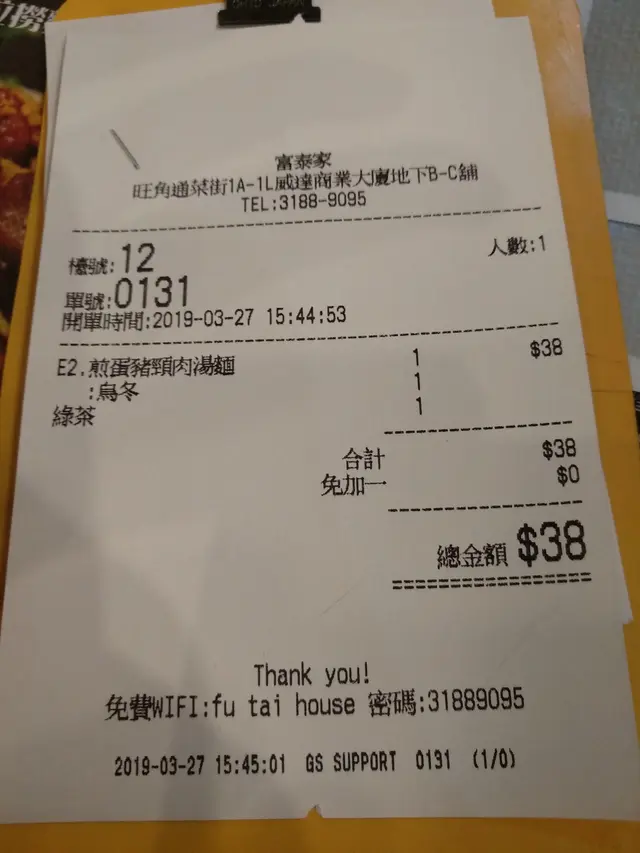 富泰家
旺角通菜街1A-1L威達商業大廈地下B-C舖
TEL:3188-9095
檯號:12
人數:1
單號:0131
開單時間:2019-03-27 15:44:53
E2.煎蛋豬頸肉湯麵 1 $38
:烏冬 1
綠茶 1
合計 $38
免加一 $0
總金額 $38
Thank you!
免費WIFI:fu tai house 密碼:31889095
2019-03-27 15:45:01 GS SUPPORT 0131 (1/0)